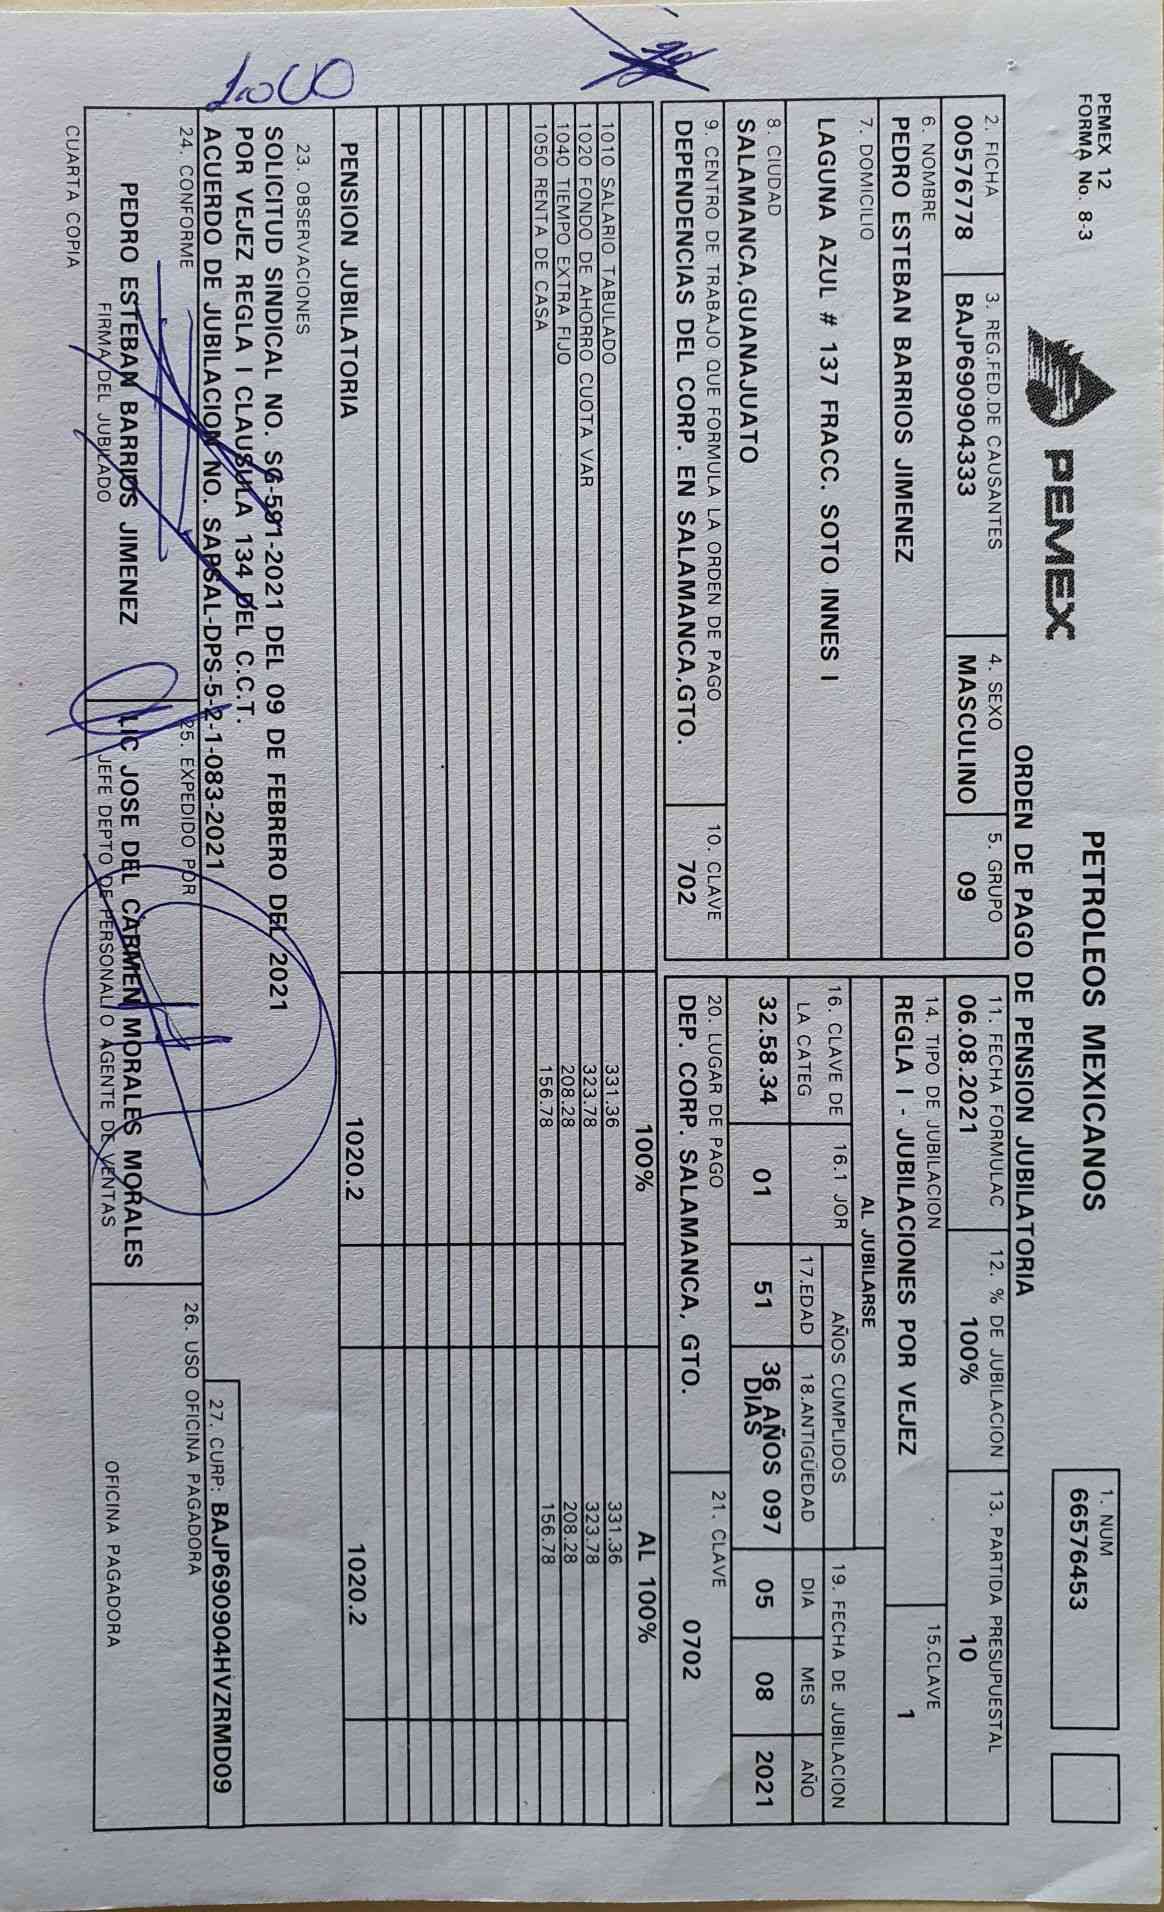 PEMEX 12
FORMA No. 8-3
PEMEX
PETROLEOS MEXICANOS
ORDEN DE PAGO DE PENSION JUBILATORIA
1. NUM
66576453
2. FICHA
00576778
3. REG.FED.DE CAUSANTES
BAJP690904333
4. SEXO
MASCULINO
5. GRUPO
09
6. NOMBRE
PEDRO ESTEBAN BARRIOS JIMENEZ
7. DOMICILIO
LAGUNA AZUL # 137 FRACC. SOTO INNES I
8. CIUDAD
SALAMANCA,GUANAJUATO
9. CENTRO DE TRABAJO QUE FORMULA LA ORDEN DE PAGO
DEPENDENCIAS DEL CORP. EN SALAMANCA,GTO.
10. CLAVE
702
11. FECHA FORMULAC
06.08.2021
12. % DE JUBILACION
100%
13. PARTIDA PRESUPUESTAL
10
14. TIPO DE JUBILACION
REGLA I - JUBILACIONES POR VEJEZ
15.CLAVE
1
AL JUBILARSE
16. CLAVE DE
LA CATEG
32.58.34
16.1 JOR
01
AÑOS CUMPLIDOS
17.EDAD
51
18.ANTIGÜEDAD
36 AÑOS 097
DIAS
19. FECHA DE JUBILACION
DIA MES AÑO
05 08 2021
20. LUGAR DE PAGO
DEP. CORP. SALAMANCA, GTO.
21. CLAVE
0702
100% AL 100%
1010 SALARIO TABULADO 331.36 331.36
1020 FONDO DE AHORRO CUOTA VAR 323.78 323.78
1040 TIEMPO EXTRA FIJO 208.28 208.28
1050 RENTA DE CASA 156.78 156.78
PENSION JUBILATORIA 1020.2 1020.2
23. OBSERVACIONES
SOLICITUD SINDICAL NO. SG-591-2021 DEL 09 DE FEBRERO DEL 2021
POR VEJEZ REGLA I CLAUSULA 134 DEL C.C.T.
ACUERDO DE JUBILACION NO. SAPSAL-DPS-5-2-1-083-2021
27. CURP: BAJP690904HVZRMD09
24. CONFORME
PEDRO ESTEBAN BARRIOS JIMENEZ
FIRMA DEL JUBILADO
25. EXPEDIDO POR
LIC JOSE DEL CARMEN MORALES MORALES
JEFE DEPTO DE PERSONAL O AGENTE DE VENTAS
26. USO OFICINA PAGADORA
OFICINA PAGADORA
CUARTA COPIA